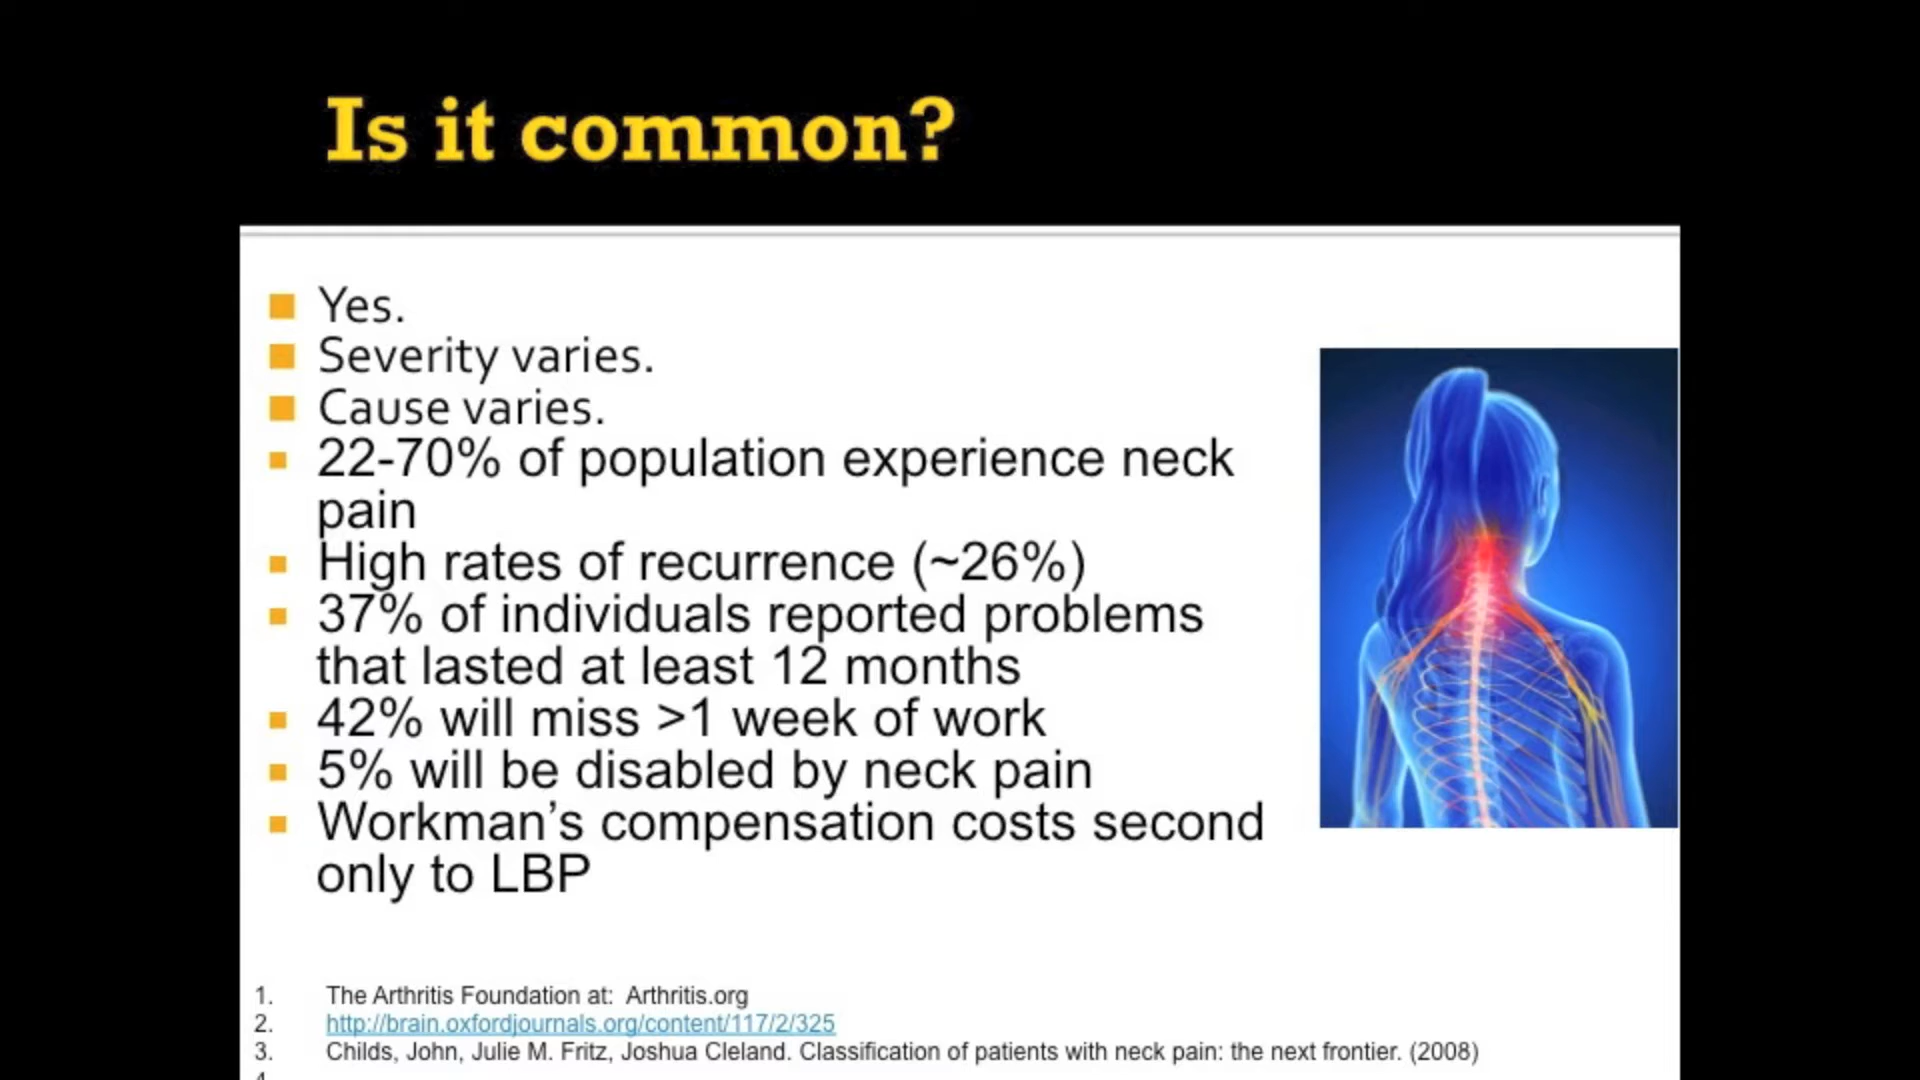 Is it common?
Yes.
Severity varies.
Cause varies.
22-70% of population experience neck
pain
High rates of recurrence (~26%)
37% of individuals reported problems
that lasted at least 12 months
42% will miss >1 week of work
5% will be disabled by neck pain
Workman’s compensation costs second
only to LBP
1. The Arthritis Foundation at: Arthritis.org
2. http://brain.oxfordjournals.org/content/117/2/325
3. Childs, John, Julie M. Fritz, Joshua Cleland. Classification of patients with neck pain: the next frontier. (2008)